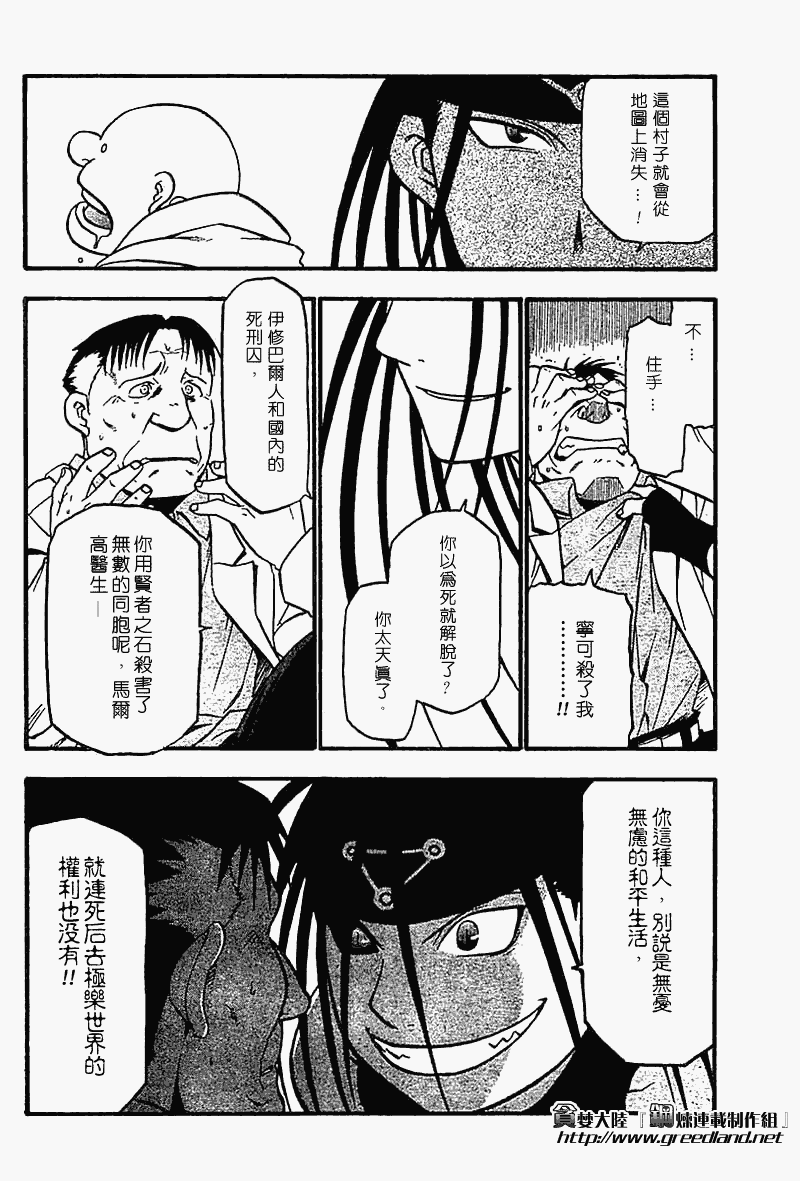 這個村子就會從
地圖上消失…！
不…
住手…
寧可殺了我
…………!!
你以為死就解脫了？
你太天真了。
伊修巴爾人和國內的
死刑囚，
你用賢者之石殺害了
無數的同胞呢，馬爾
高醫生—
你這種人，別說是無憂
無慮的和平生活，
就連死后去極樂世界的
權利也没有!!
貪婪大陸『鋼煉連載制作組』
http://www.greedland.net